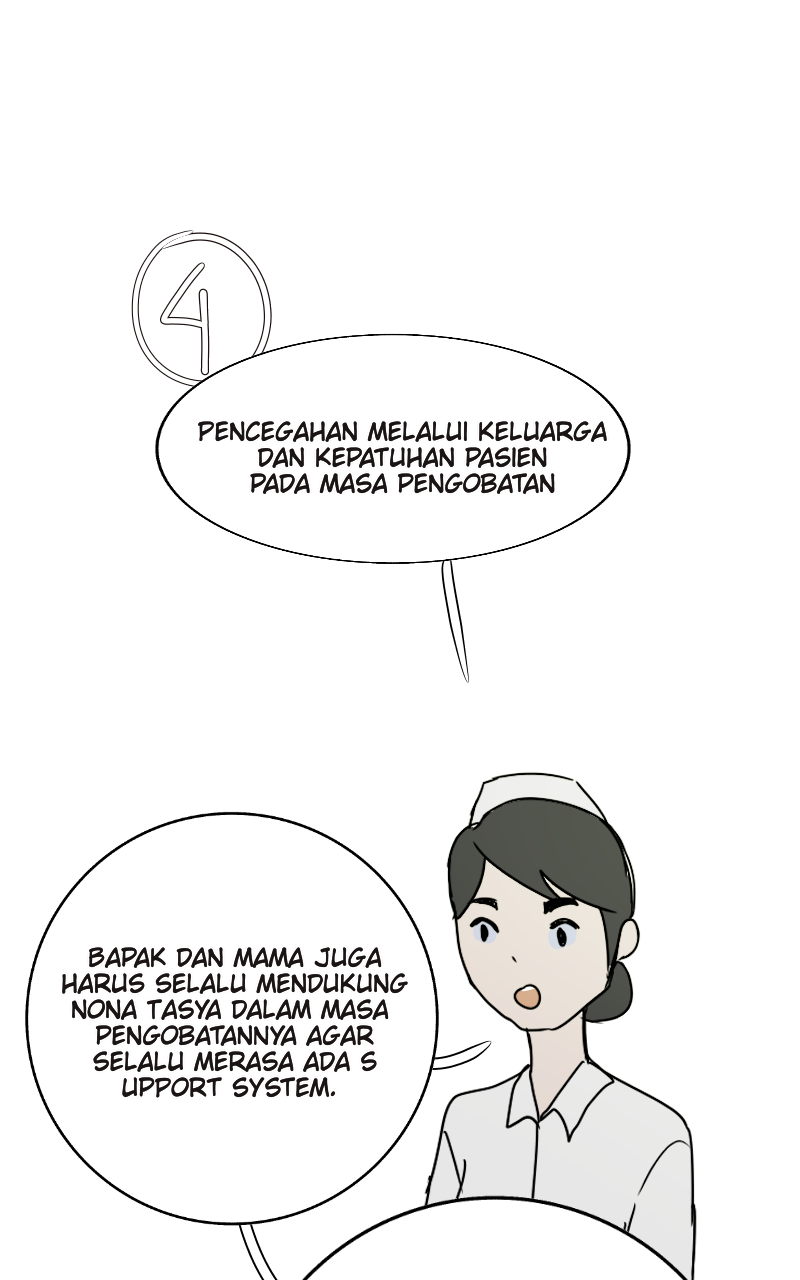 4
PENCEGAHAN MELALUI KELUARGA
DAN KEPATUHAN PASIEN
PADA MASA PENGOBATAN
BAPAK DAN MAMA JUGA
HARUS SELALU MENDUKUNG
NONA TASYA DALAM MASA
PENGOBATANNYA AGAR
SELALU MERASA ADA S
UPPORT SYSTEM.